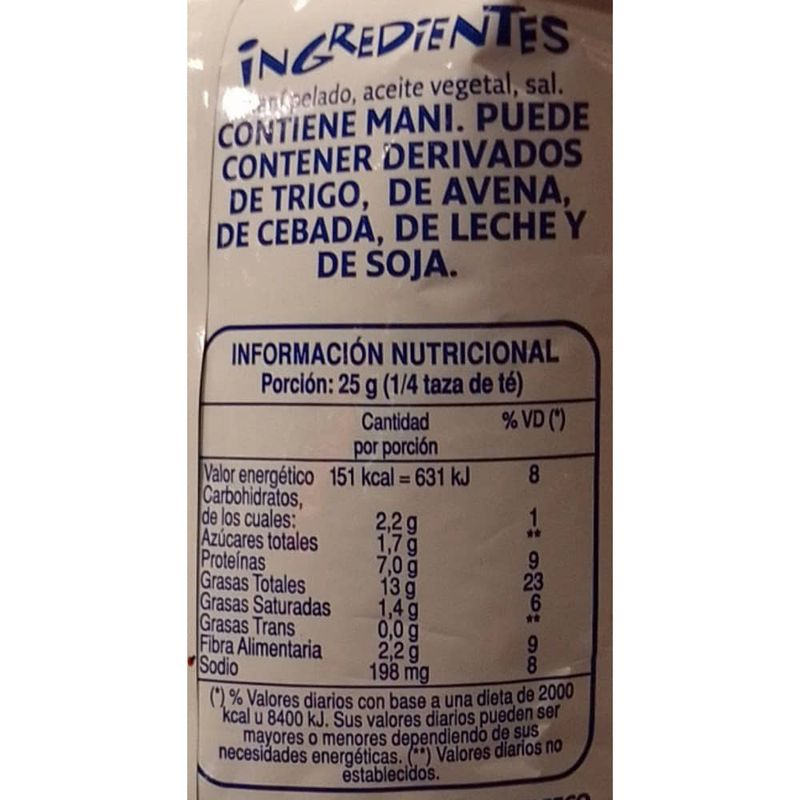 INGREDIENTES
Maní pelado, aceite vegetal, sal.
CONTIENE MANI. PUEDE
CONTENER DERIVADOS
DE TRIGO, DE AVENA,
DE CEBADA, DE LECHE Y
DE SOJA.
INFORMACIÓN NUTRICIONAL
Porción: 25 g (1/4 taza de té)
Cantidad por porción % VD (*)
Valor energético 151 kcal = 631 kJ 8
Carbohidratos,
de los cuales: 2,2 g 1
Azúcares totales 1,7 g **
Proteínas 7,0 g 9
Grasas Totales 13 g 23
Grasas Saturadas 1,4 g 6
Grasas Trans 0,0 g **
Fibra Alimentaria 2,2 g 9
Sodio 198 mg 8
(*) % Valores diarios con base a una dieta de 2000
kcal u 8400 kJ. Sus valores diarios pueden ser
mayores o menores dependiendo de sus
necesidades energéticas. (**) Valores diarios no
establecidos.